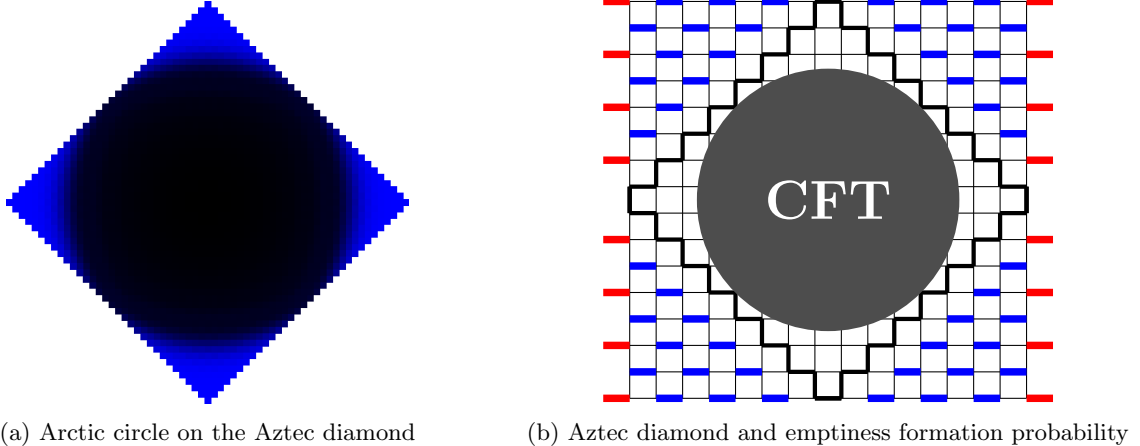 CFT
(a) Arctic circle on the Aztec diamond
(b) Aztec diamond and emptiness formation probability